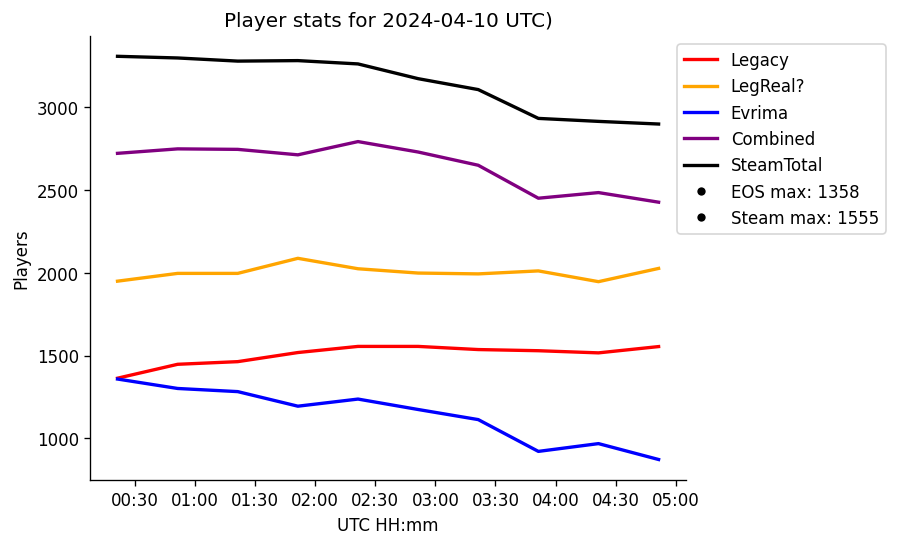 Player stats for 2024-04-10 UTC)
Legacy
LegReal?
Evrima
Combined
SteamTotal
EOS max: 1358
Steam max: 1555
Players
3000
2500
2000
1500
1000
00:30 01:00 01:30 02:00 02:30 03:00 03:30 04:00 04:30 05:00
UTC HH:mm